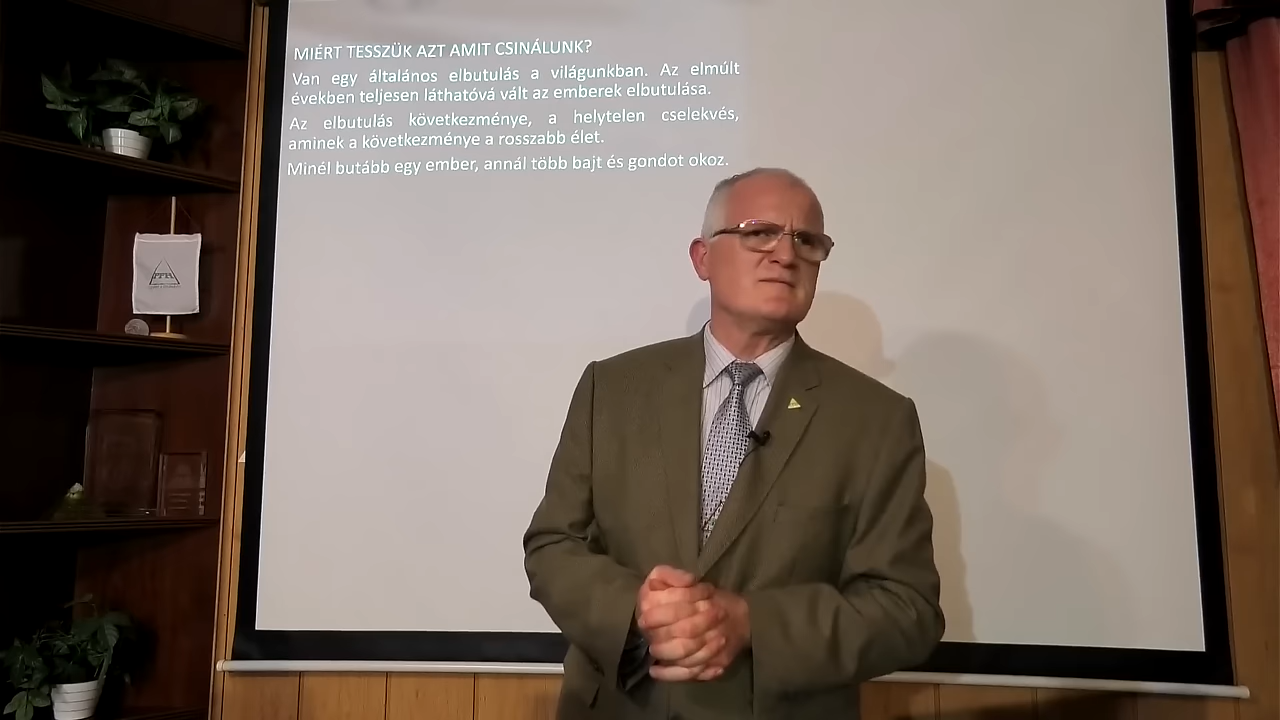 MIÉRT TESSZÜK AZT AMIT CSINÁLUNK?
Van egy általános elbutulás a világunkban. Az elmúlt
években teljesen láthatóvá vált az emberek elbutulása.
Az elbutulás következménye, a helytelen cselekvés,
aminek a következménye a rosszabb élet.
Minél butább egy ember, annál több bajt és gondot okoz.